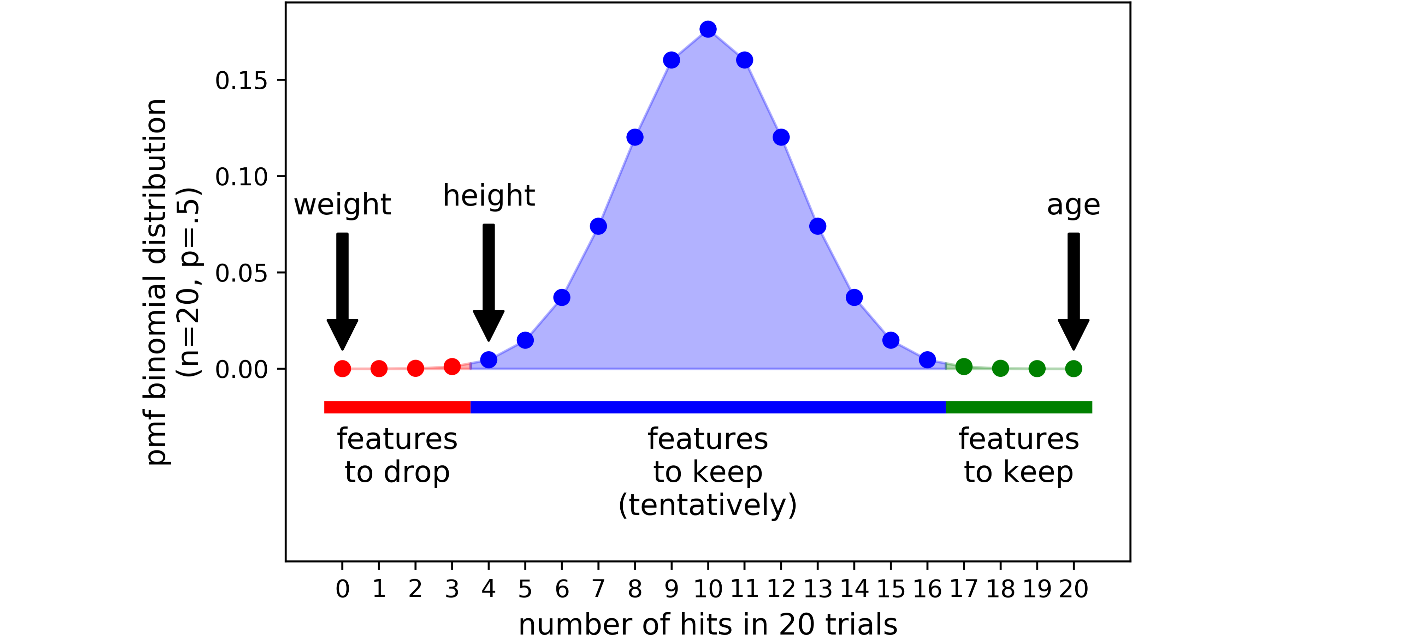 pmf binomial distribution
(n=20, p=.5)
0.15
0.10
0.05
0.00
weight
height
age
features
to drop
features
to keep
(tentatively)
features
to keep
0 1 2 3 4 5 6 7 8 9 10 11 12 13 14 15 16 17 18 19 20
number of hits in 20 trials